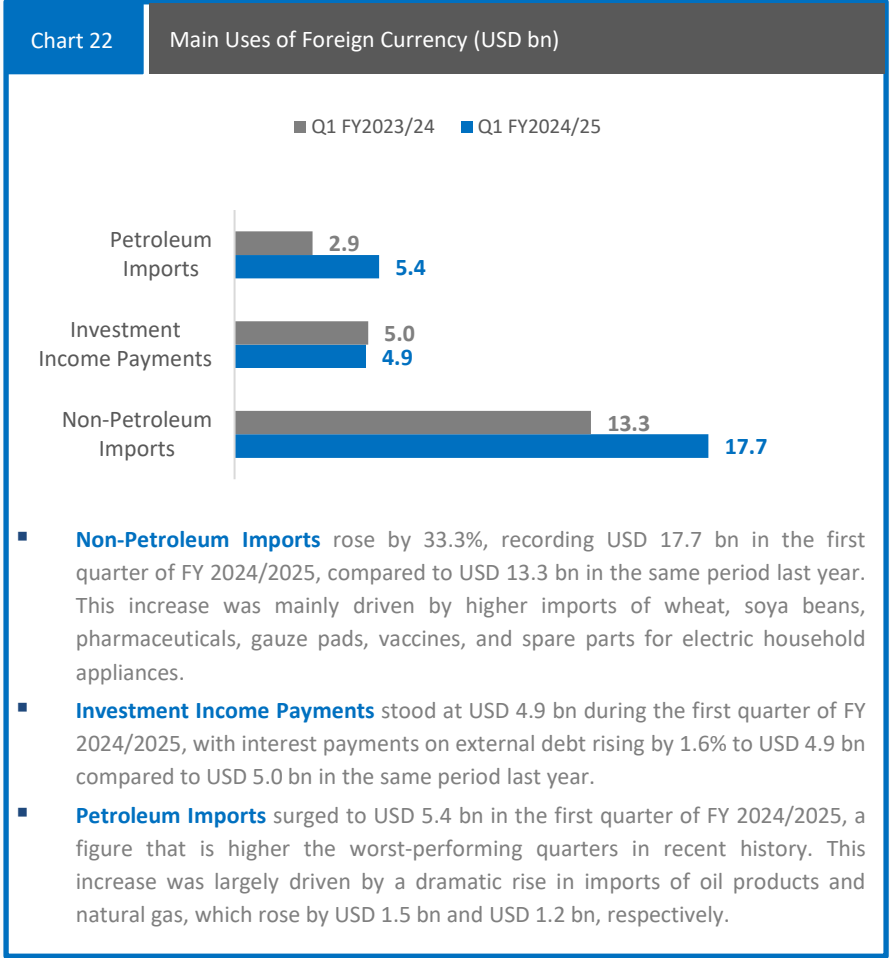 Chart 22
Main Uses of Foreign Currency (USD bn)
Q1 FY2023/24 Q1 FY2024/25
Petroleum
Imports
2.9
5.4
Investment
Income Payments
5.0
4.9
Non-Petroleum
Imports
13.3
17.7
▪ Non-Petroleum Imports rose by 33.3%, recording USD 17.7 bn in the first
quarter of FY 2024/2025, compared to USD 13.3 bn in the same period last year.
This increase was mainly driven by higher imports of wheat, soya beans,
pharmaceuticals, gauze pads, vaccines, and spare parts for electric household
appliances.
▪ Investment Income Payments stood at USD 4.9 bn during the first quarter of FY
2024/2025, with interest payments on external debt rising by 1.6% to USD 4.9 bn
compared to USD 5.0 bn in the same period last year.
▪ Petroleum Imports surged to USD 5.4 bn in the first quarter of FY 2024/2025, a
figure that is higher the worst-performing quarters in recent history. This
increase was largely driven by a dramatic rise in imports of oil products and
natural gas, which rose by USD 1.5 bn and USD 1.2 bn, respectively.